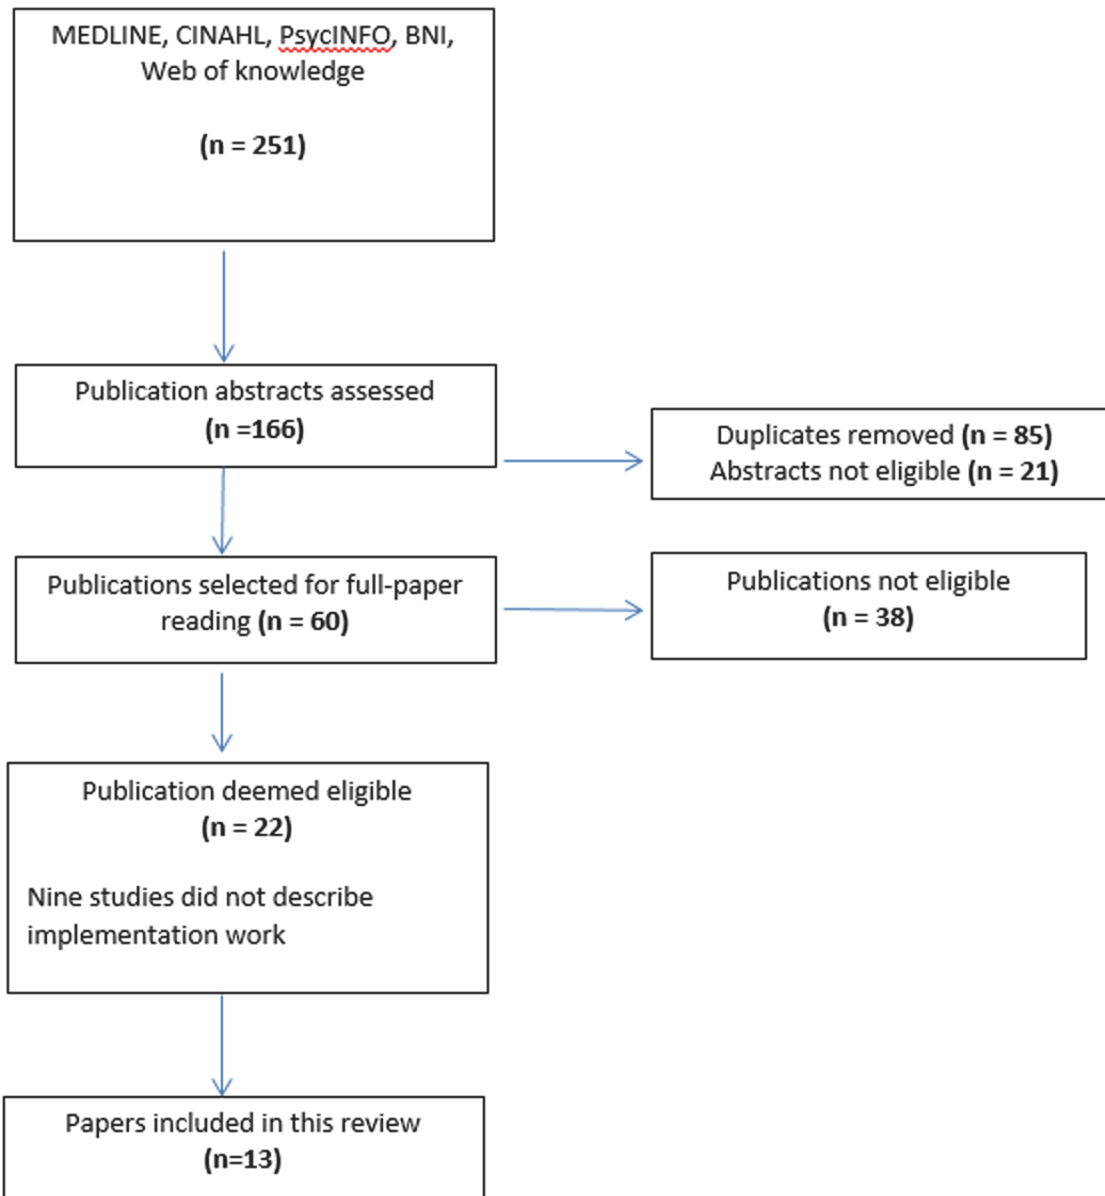 MEDLINE, CINAHL, PsycINFO, BNI,
Web of knowledge
(n = 251)
Publication abstracts assessed
(n =166)
Duplicates removed (n = 85)
Abstracts not eligible (n = 21)
Publications selected for full-paper
reading (n = 60)
Publications not eligible
(n = 38)
Publication deemed eligible
(n = 22)
Nine studies did not describe
implementation work
Papers included in this review
(n=13)